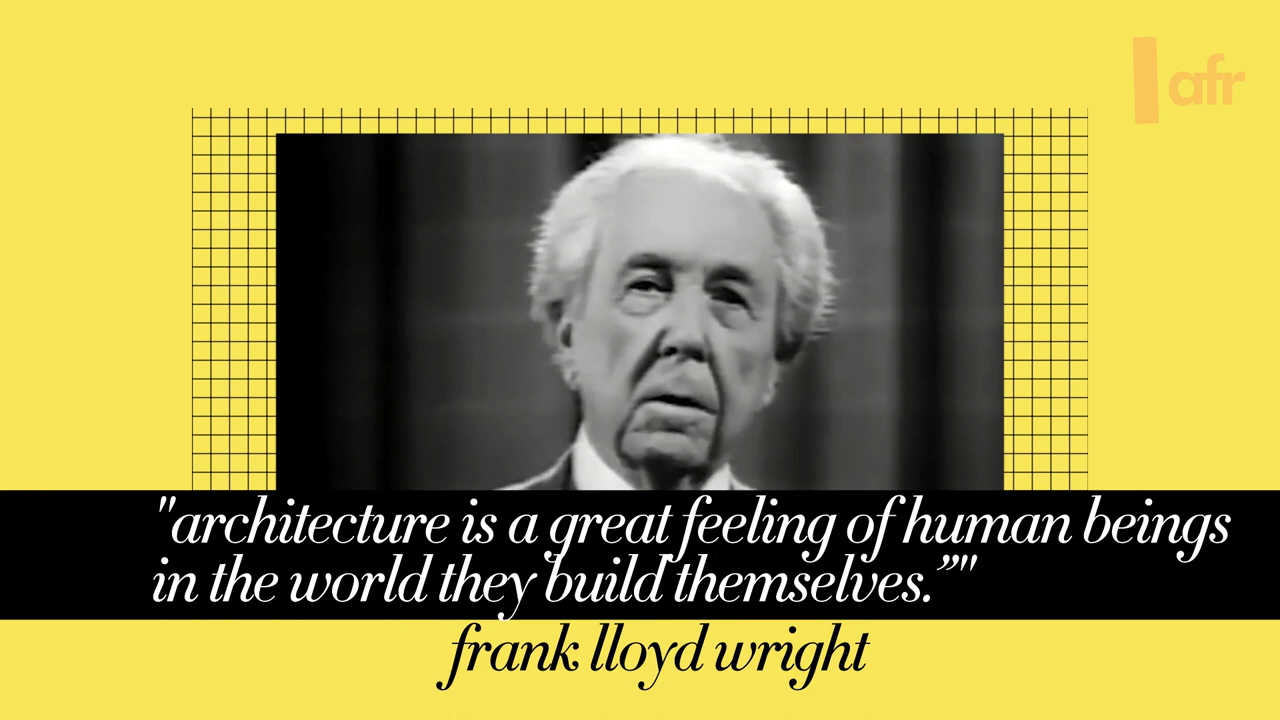 afr
"architecture is a great feeling of human beings
in the world they build themselves.”"
frank lloyd wright